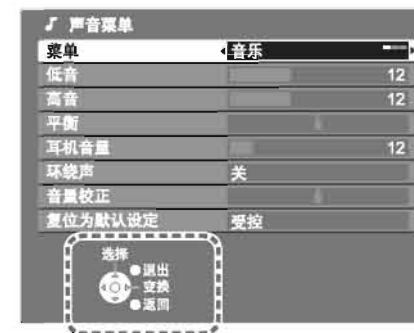 声音菜单
菜单 音乐
低音 12
高音 12
平衡
耳机音量 12
环绕声 关
音量校正
复位为默认设定 受控
选择
退出
变换
返回